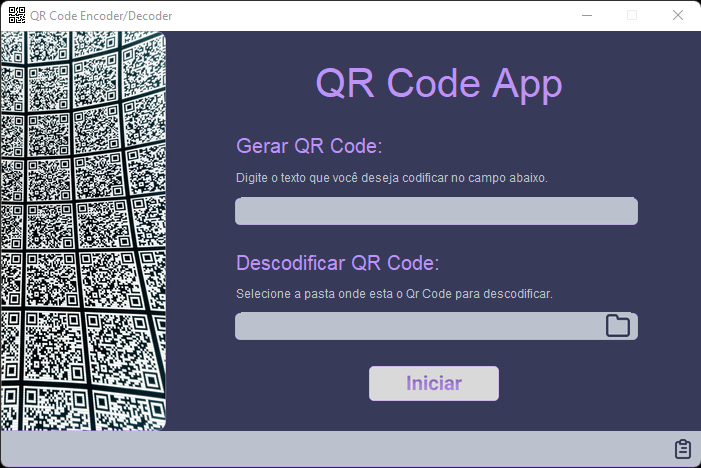 QR Code Encoder/Decoder
QR Code App
Gerar QR Code:
Digite o texto que você deseja codificar no campo abaixo.
Descodificar QR Code:
Selecione a pasta onde esta o Qr Code para descodificar.
Iniciar